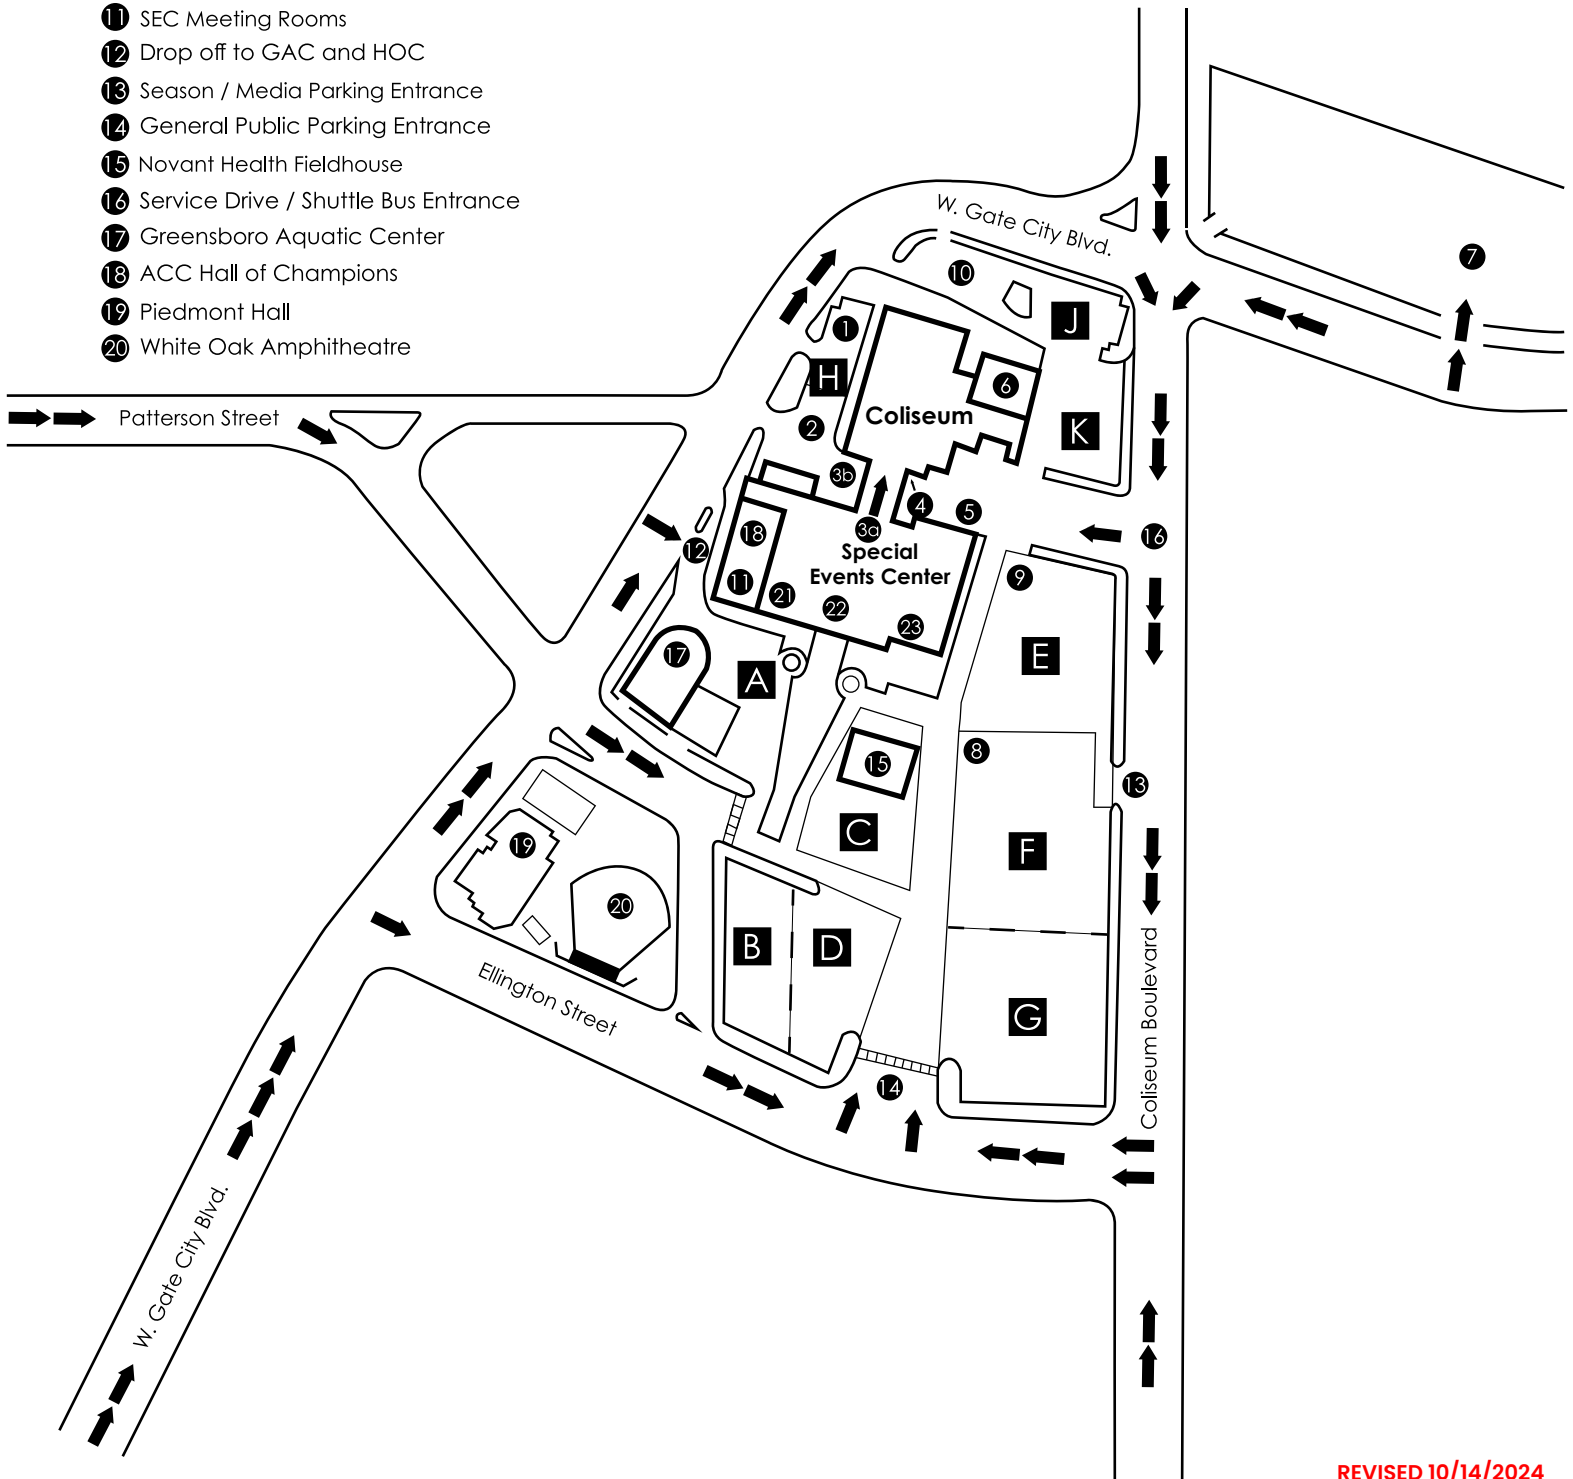 11 SEC Meeting Rooms
12 Drop off to GAC and HOC
13 Season / Media Parking Entrance
14 General Public Parking Entrance
15 Novant Health Fieldhouse
16 Service Drive / Shuttle Bus Entrance
17 Greensboro Aquatic Center
18 ACC Hall of Champions
19 Piedmont Hall
20 White Oak Amphitheatre
W. Gate City Blvd.
7
10
J
1
H
6
Patterson Street
Coliseum
2
K
3b
4
5
3a
18
12
16
Special
Events Center
11
21
22
23
9
17
A
E
8
15
13
C
F
19
20
B
D
Ellington Street
G
Coliseum Boulevard
14
W. Gate City Blvd.
REVISED 10/14/2024